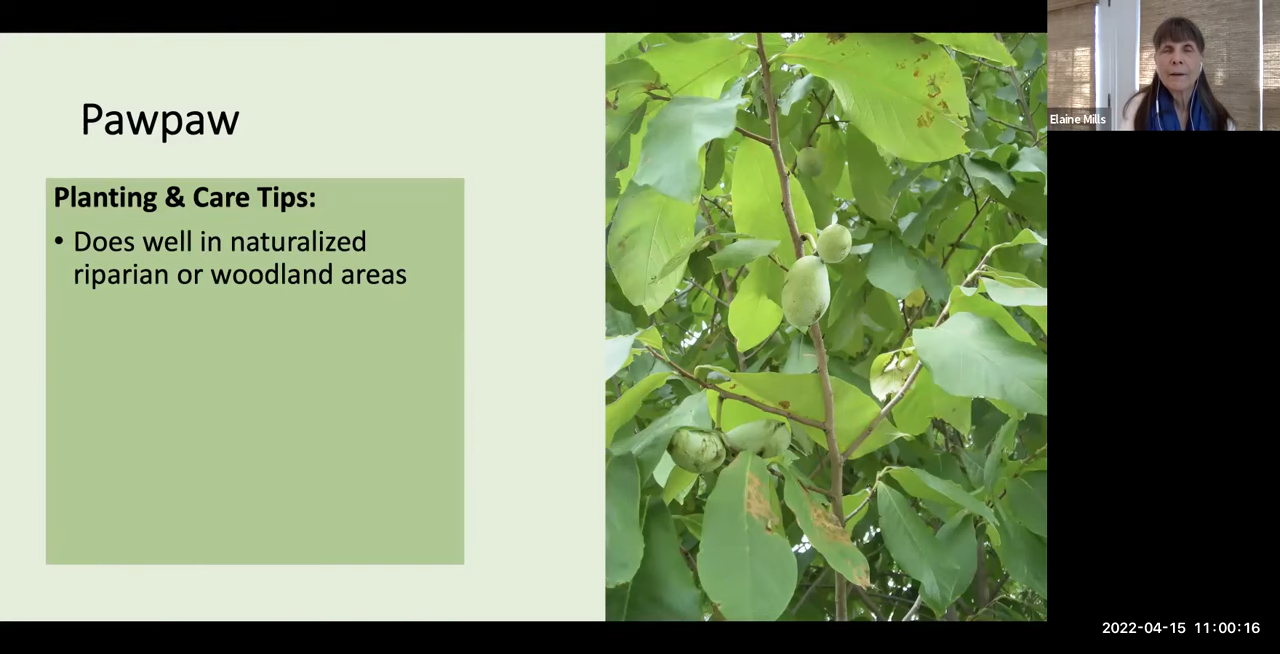 Pawpaw
Planting & Care Tips:
• Does well in naturalized
riparian or woodland areas
Elaine Mills
2022-04-15 11:00:16